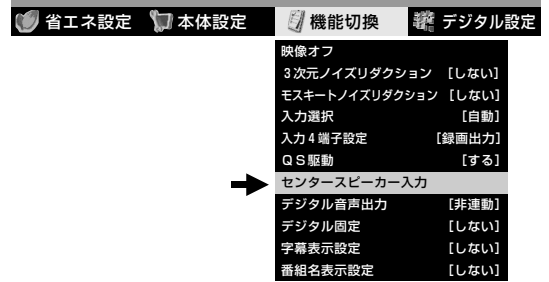 省エネ設定 本体設定 機能切換 デジタル設定
映像オフ
3次元ノイズリダクション [しない]
モスキートノイズリダクション [しない]
入力選択 [自動]
入力4端子設定 [録画出力]
QS駆動 [する]
センタースピーカー入力
デジタル音声出力 [非連動]
デジタル固定 [しない]
字幕表示設定 [しない]
番組名表示設定 [しない]